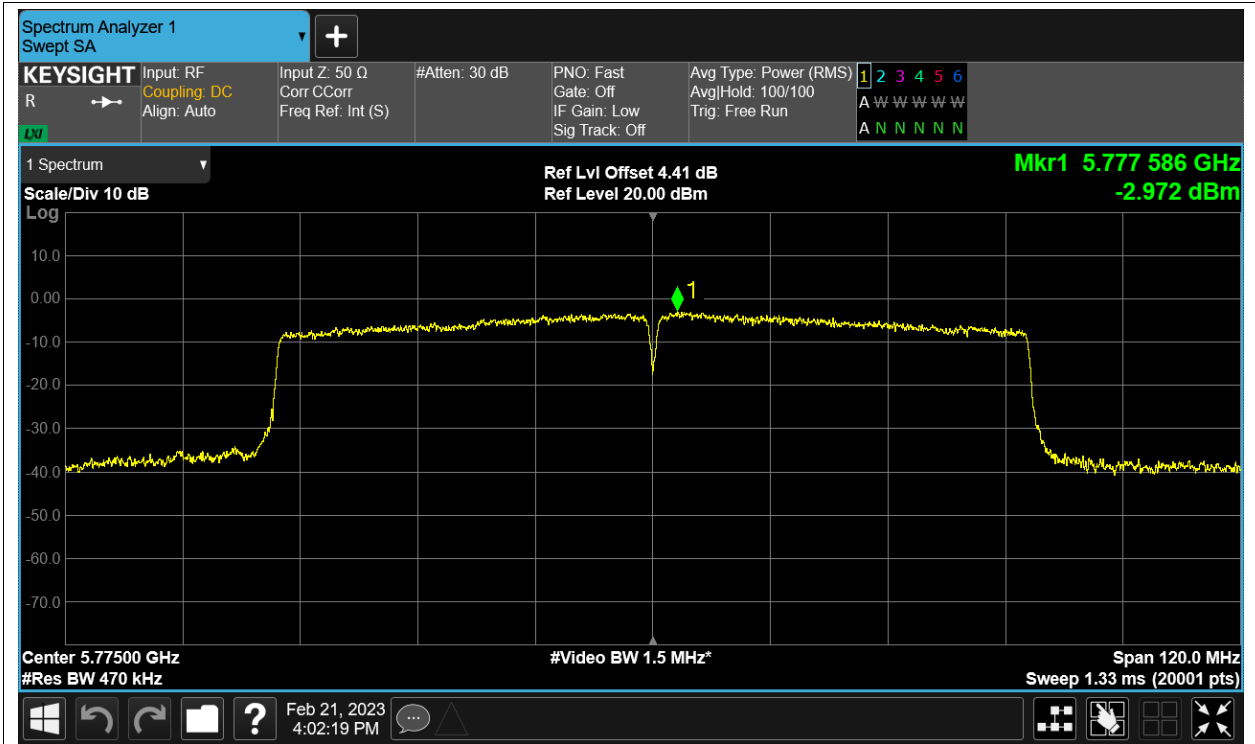 Spectrum Analyzer 1
Swept SA
KEYSIGHT
R
LXI
Input: RF
Coupling: DC
Align: Auto
Input Z: 50 Ω
Corr CCorr
Freq Ref: Int (S)
#Atten: 30 dB
PNO: Fast
Gate: Off
IF Gain: Low
Sig Track: Off
Avg Type: Power (RMS)
Avg|Hold: 100/100
Trig: Free Run
1 2 3 4 5 6
A W W W W W
A N N N N N
1 Spectrum
Scale/Div 10 dB
Log
Ref Lvl Offset 4.41 dB
Ref Level 20.00 dBm
Mkr1 5.777 586 GHz
-2.972 dBm
10.0
0.00
-10.0
-20.0
-30.0
-40.0
-50.0
-60.0
-70.0
1
Center 5.77500 GHz
#Res BW 470 kHz
#Video BW 1.5 MHz*
Span 120.0 MHz
Sweep 1.33 ms (20001 pts)
?
Feb 21, 2023
4:02:19 PM